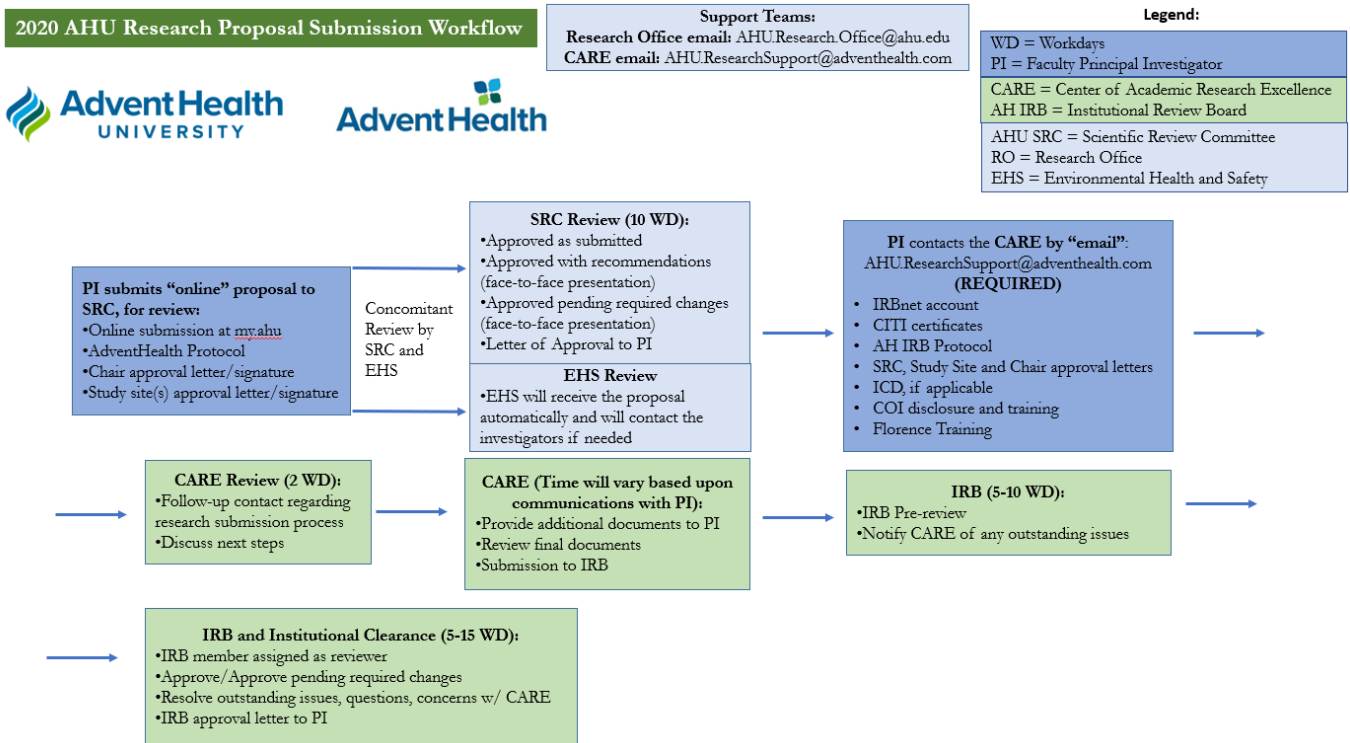 2020 AHU Research Proposal Submission Workflow
Support Teams:
Research Office email: AHU.Research.Office@ahu.edu
CARE email: AHU.ResearchSupport@adventhealth.com
Legend:
WD = Workdays
PI = Faculty Principal Investigator
CARE = Center of Academic Research Excellence
AH IRB = Institutional Review Board
AHU SRC = Scientific Review Committee
RO = Research Office
EHS = Environmental Health and Safety
Advent Health
UNIVERSITY
Advent Health
PI submits “online” proposal to
SRC, for review:
•Online submission at my.ahu
•AdventHealth Protocol
•Chair approval letter/signature
•Study site(s) approval letter/signature
Concomitant
Review by
SRC and
EHS
SRC Review (10 WD):
•Approved as submitted
•Approved with recommendations
(face-to-face presentation)
•Approved pending required changes
(face-to-face presentation)
•Letter of Approval to PI
EHS Review
•EHS will receive the proposal
automatically and will contact the
investigators if needed
PI contacts the CARE by “email”:
AHU.ResearchSupport@adventhealth.com
(REQUIRED)
• IRBnet account
• CITI certificates
• AH IRB Protocol
• SRC, Study Site and Chair approval letters
• ICD, if applicable
• COI disclosure and training
• Florence Training
CARE Review (2 WD):
•Follow-up contact regarding
research submission process
•Discuss next steps
CARE (Time will vary based upon
communications with PI):
•Provide additional documents to PI
•Review final documents
•Submission to IRB
IRB (5-10 WD):
•IRB Pre-review
•Notify CARE of any outstanding issues
IRB and Institutional Clearance (5-15 WD):
•IRB member assigned as reviewer
•Approve/Approve pending required changes
•Resolve outstanding issues, questions, concerns w/ CARE
•IRB approval letter to PI